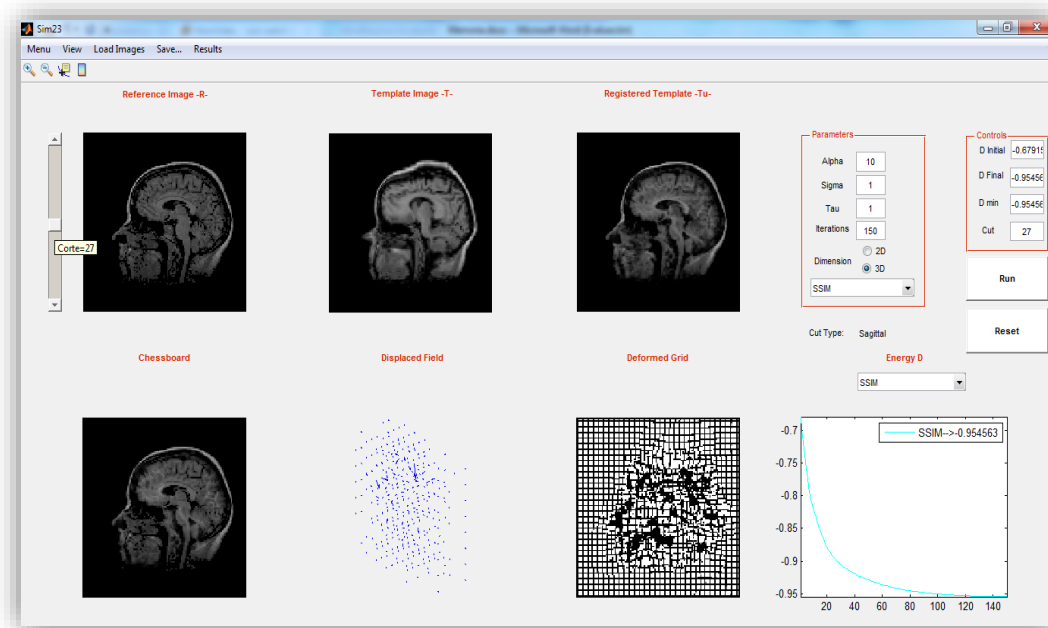 Sim23
Menu View Load Images Save... Results
Reference Image -R-
Template Image -T-
Registered Template -Tu-
Corte=27
Parameters
Alpha 10
Sigma 1
Tau 1
Iterations 150
Dimension
2D
3D
SSIM
Controls
D Initial -0.67915
D Final -0.95456
D min -0.95456
Cut 27
Run
Reset
Cut Type: Sagittal
Chessboard
Displaced Field
Deformed Grid
Energy D
SSIM
SSIM-->-0.954563
-0.7
-0.75
-0.8
-0.85
-0.9
-0.95
20 40 60 80 100 120 140